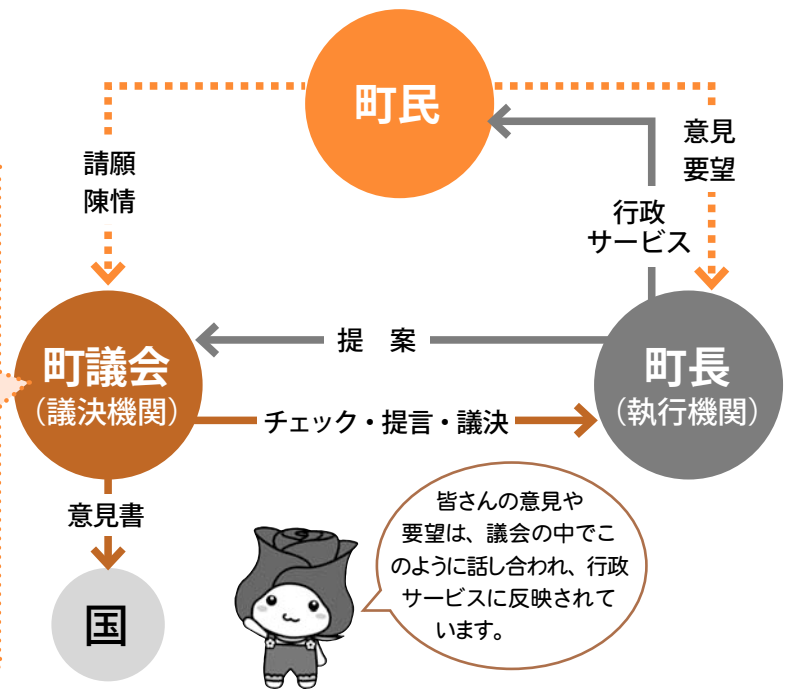 町民
請願
陳情
意見
要望
行政
サービス
提　案
町議会
（議決機関）
町長
（執行機関）
チェック・提言・議決
意見書
国
皆さんの意見や
要望は、議会の中でこ
のように話し合われ、行政
サービスに反映されて
います。